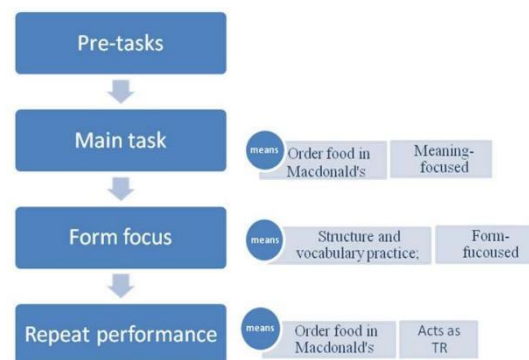 Pre-tasks
Main task
means
Order food in
Macdonald's
Meaning-
focused
Form focus
means
Structure and
vocabulary practice;
Form-
fucoused
Repeat performance
means
Order food in
Macdonald's
Acts as
TR